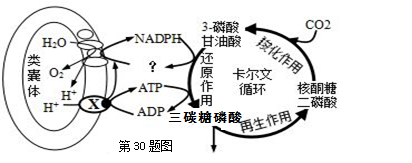 类囊体
H₂O
O₂
H⁺
H⁺
X
NADPH
？
ATP
ADP
3-磷酸
甘油酸
CO2
羧化作用
还原作用
卡尔文
循环
核酮糖
二磷酸
再生作用
三碳糖磷酸
第30题图